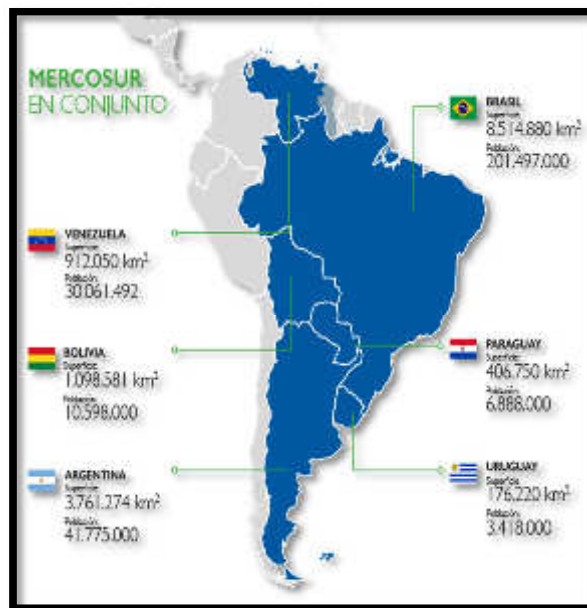 MERCOSUR
EN CONJUNTO
BRASIL
Superficie:
8.514.880 km²
Población:
201.497.000
VENEZUELA
Superficie:
912.050 km²
Población:
30.061.492
BOLIVIA
Superficie:
1.098.581 km²
Población:
10.598.000
PARAGUAY
Superficie:
406.750 km²
Población:
6.888.000
ARGENTINA
Superficie:
3.761.274 km²
Población:
41.775.000
URUGUAY
Superficie:
176.220 km²
Población:
3.418.000